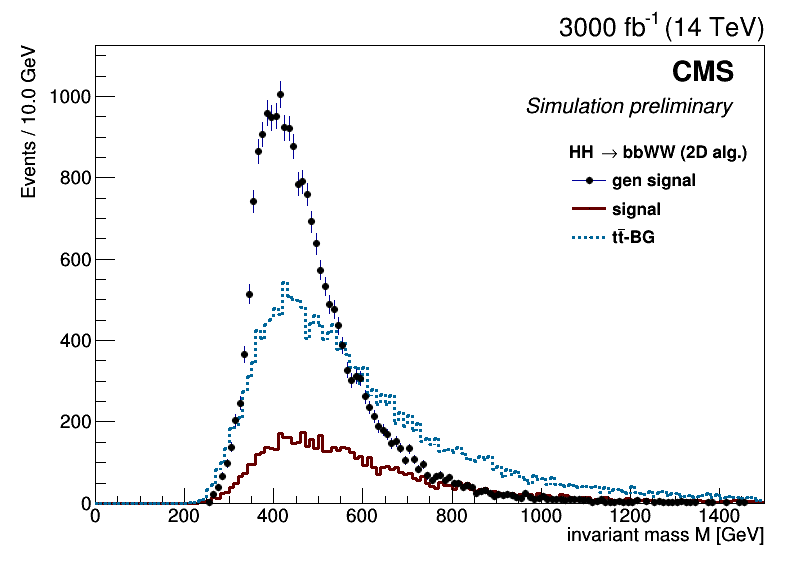 3000 fb⁻¹ (14 TeV)
CMS
Simulation preliminary
HH → bbWW (2D alg.)
gen signal
signal
tt̄-BG
Events / 10.0 GeV
1000
800
600
400
200
0
0 200 400 600 800 1000 1200 1400
invariant mass M [GeV]